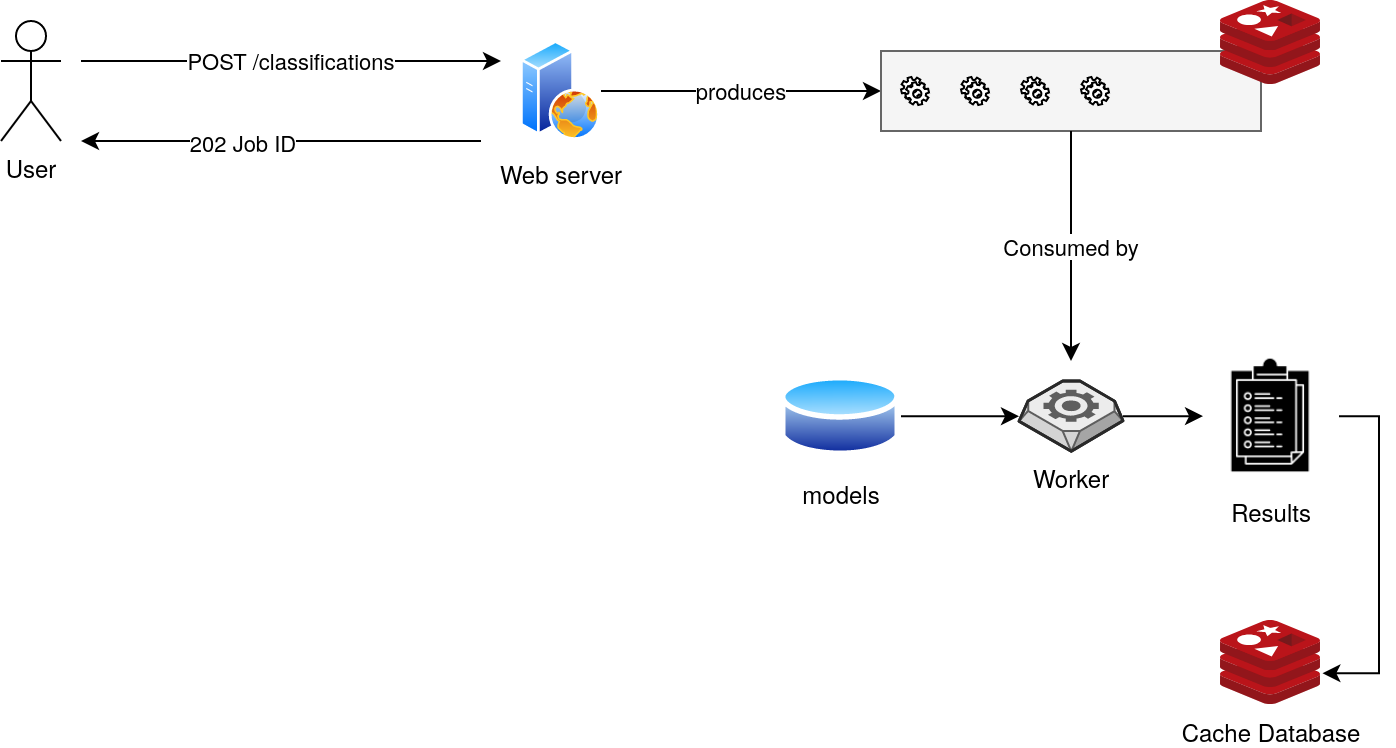 POST /classifications
produces
202 Job ID
User
Web server
Consumed by
Worker
models
Results
Cache Database